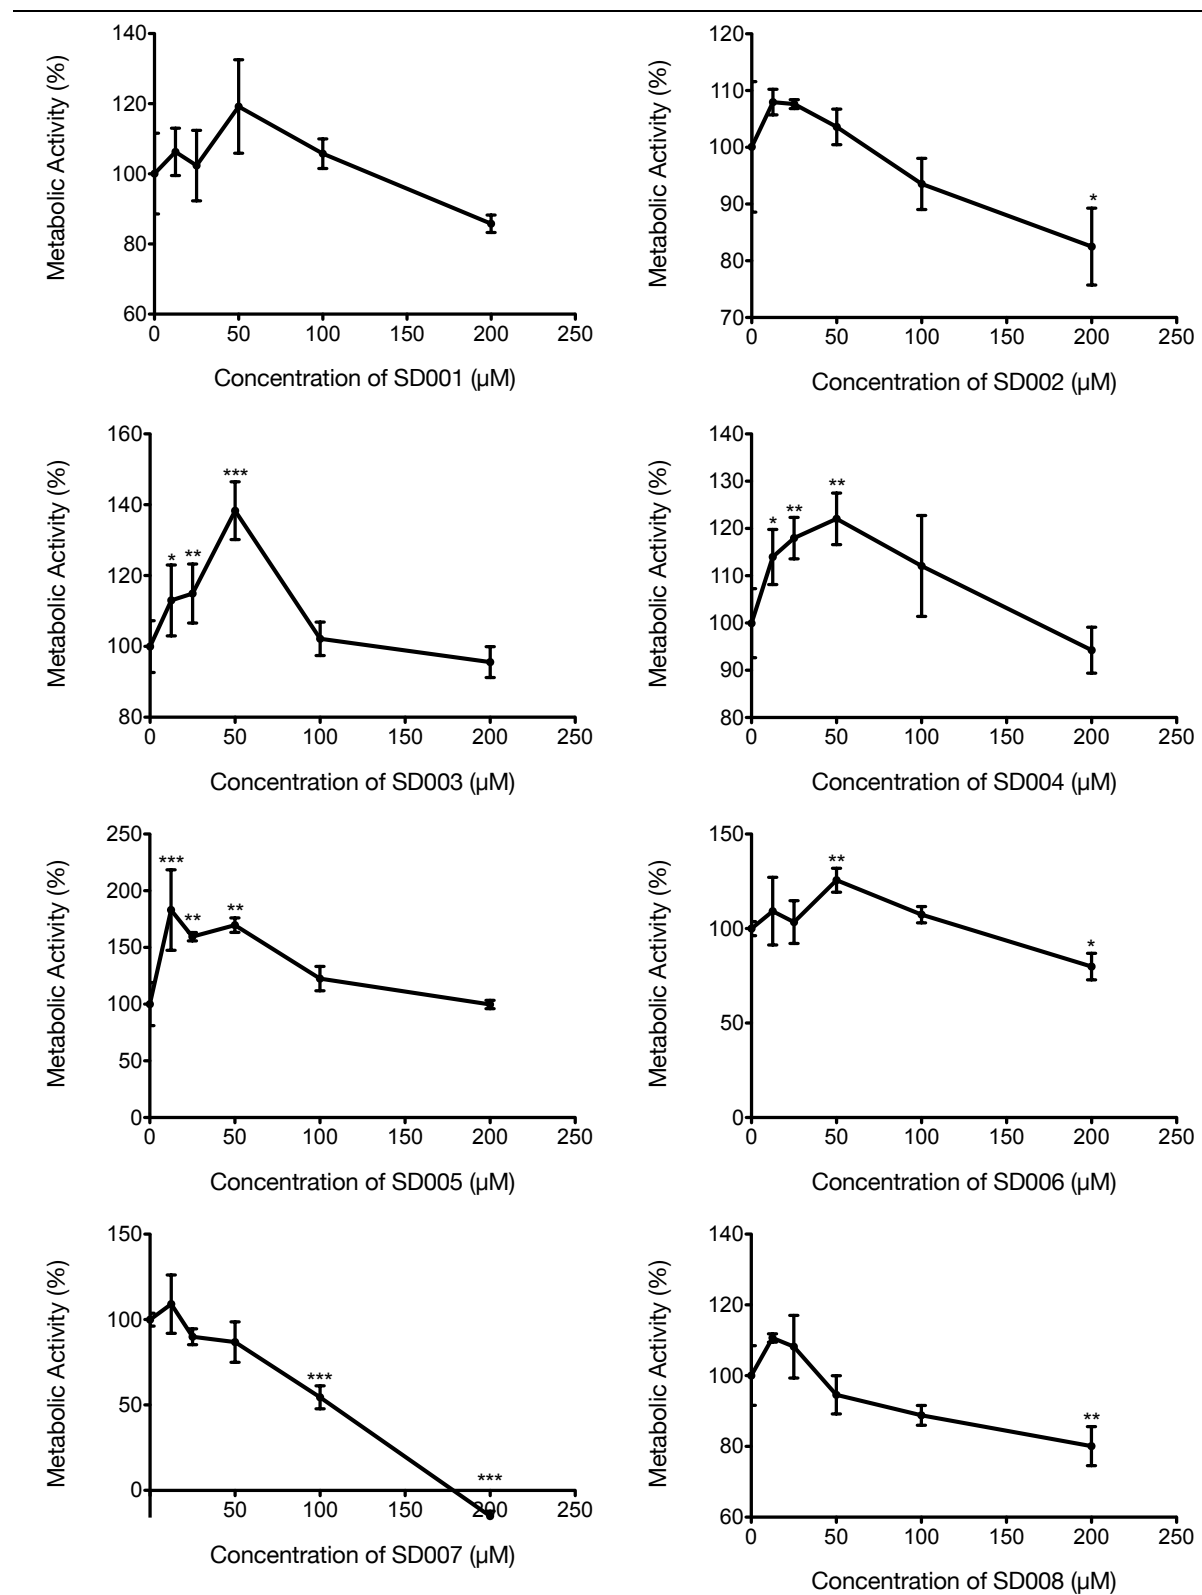 140
120
100
80
60
Metabolic Activity (%)
0 50 100 150 200 250
Concentration of SD001 (µM)
120
110
100
90
80
70
Metabolic Activity (%)
*
0 50 100 150 200 250
Concentration of SD002 (µM)
160
140
120
100
80
Metabolic Activity (%)
* ** ***
0 50 100 150 200 250
Concentration of SD003 (µM)
140
130
120
110
100
90
80
Metabolic Activity (%)
* ** **
0 50 100 150 200 250
Concentration of SD004 (µM)
250
200
150
100
50
0
Metabolic Activity (%)
*** ** **
0 50 100 150 200 250
Concentration of SD005 (µM)
150
100
50
0
Metabolic Activity (%)
** *
0 50 100 150 200 250
Concentration of SD006 (µM)
150
100
50
0
Metabolic Activity (%)
*** ***
50 100 150 200 250
Concentration of SD007 (µM)
140
120
100
80
60
Metabolic Activity (%)
**
0 50 100 150 200 250
Concentration of SD008 (µM)